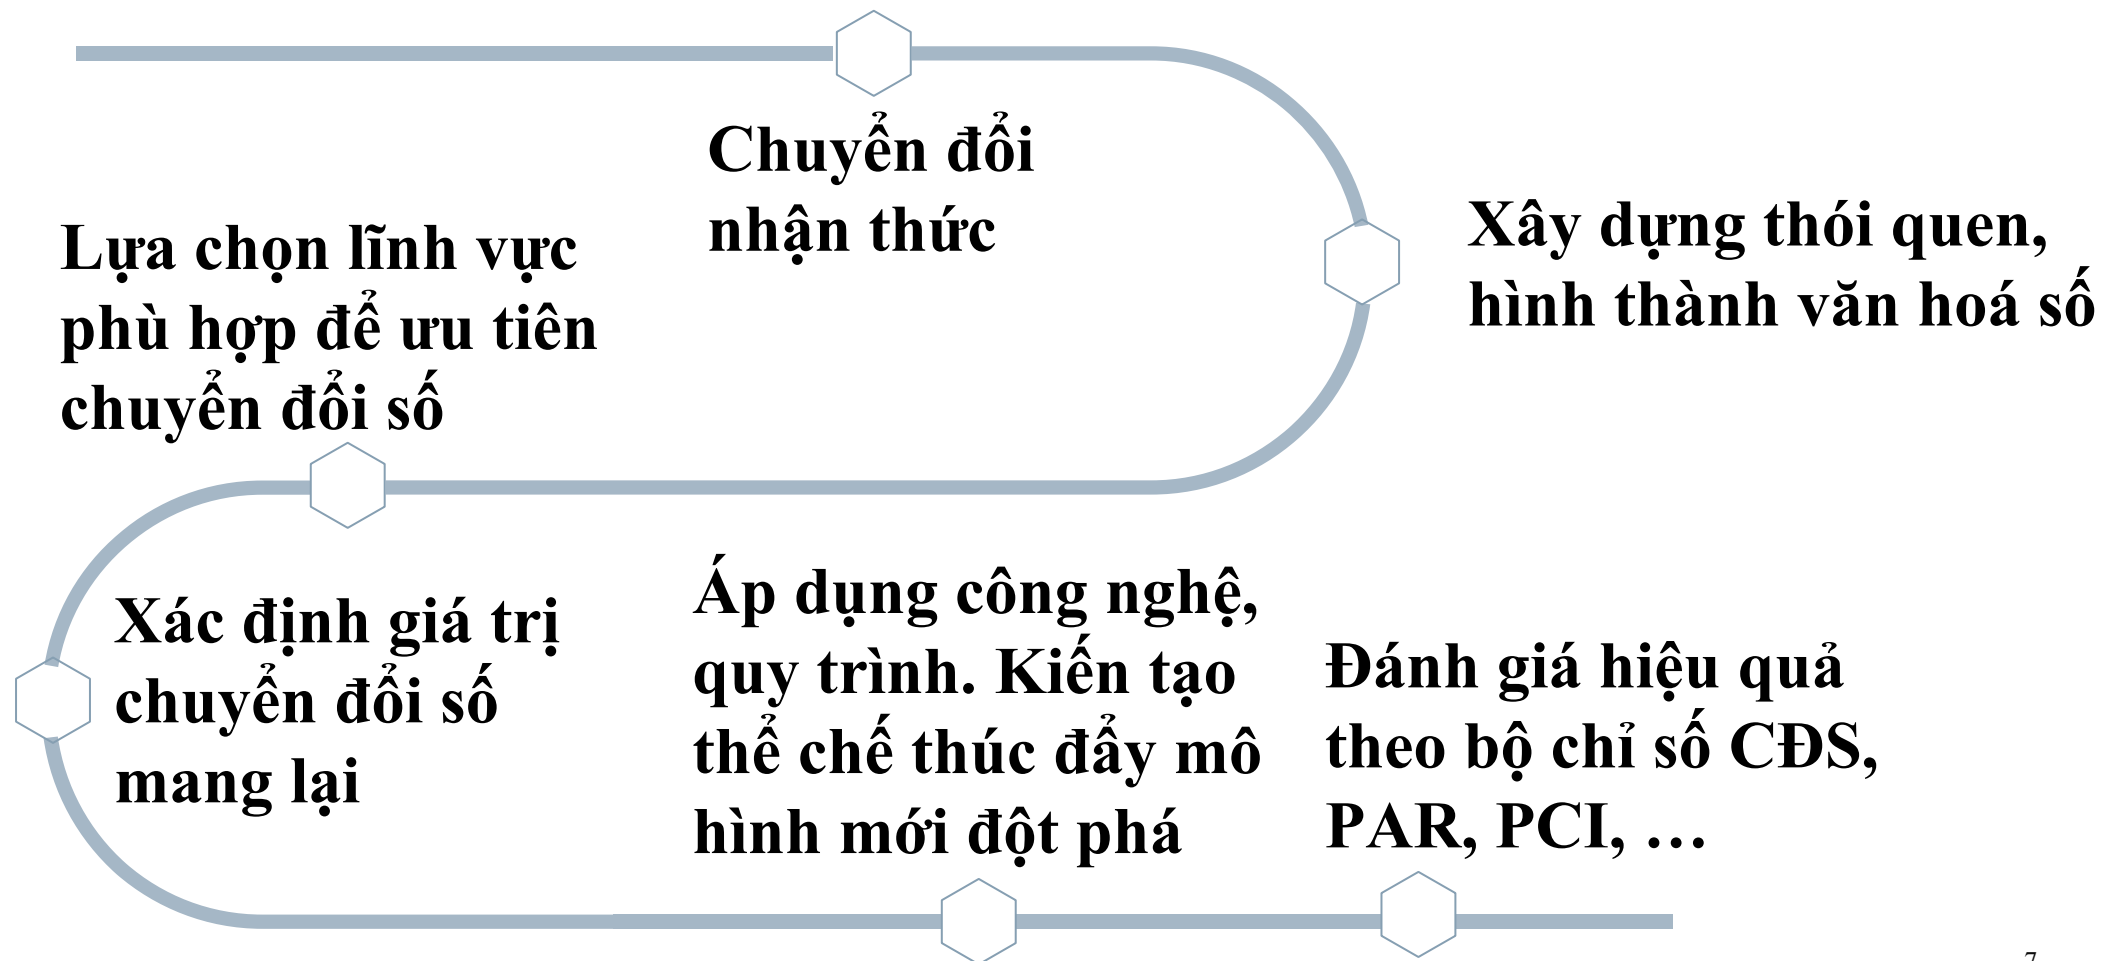 Chuyển đổi
nhận thức
Xây dựng thói quen,
hình thành văn hoá số
Lựa chọn lĩnh vực
phù hợp để ưu tiên
chuyển đổi số
Xác định giá trị
chuyển đổi số
mang lại
Áp dụng công nghệ,
quy trình. Kiến tạo
thể chế thúc đẩy mô
hình mới đột phá
Đánh giá hiệu quả
theo bộ chỉ số CĐS,
PAR, PCI, …
7